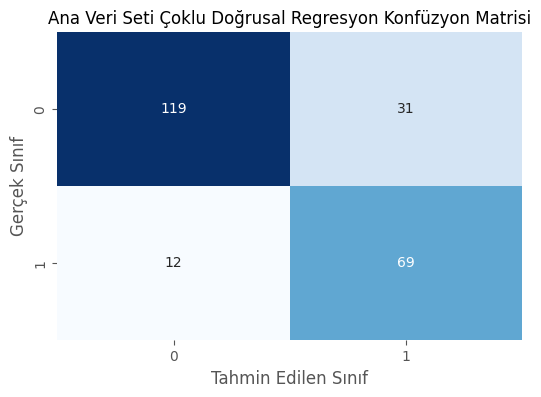 Ana Veri Seti Çoklu Doğrusal Regresyon Konfüzyon Matrisi
Gerçek Sınıf
0
119
31
1
12
69
0
1
Tahmin Edilen Sınıf